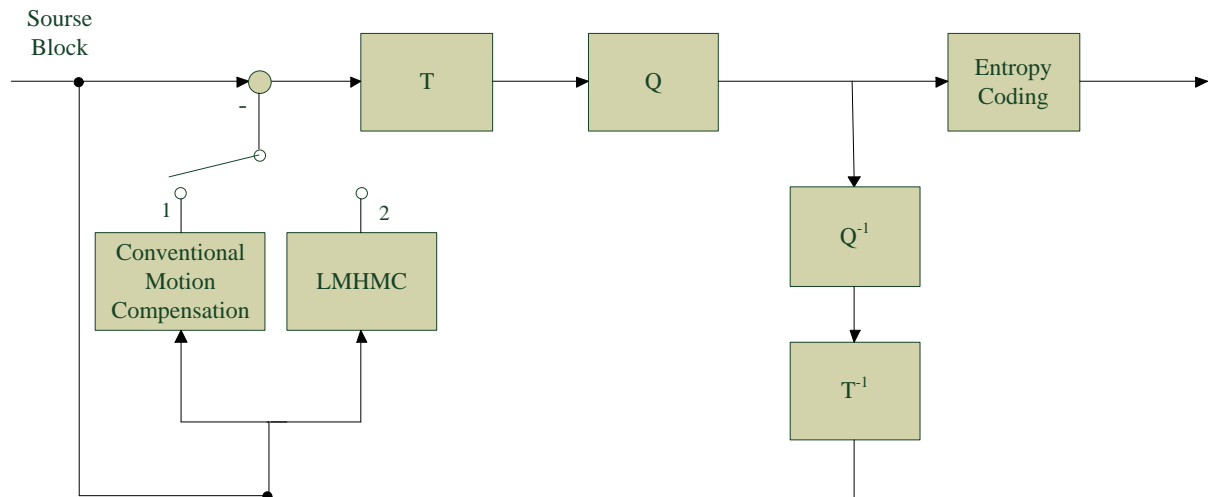 Sourse
Block
T
Q
Entropy
Coding
-
1
2
Conventional
Motion
Compensation
LMHMC
Q-1
T-1